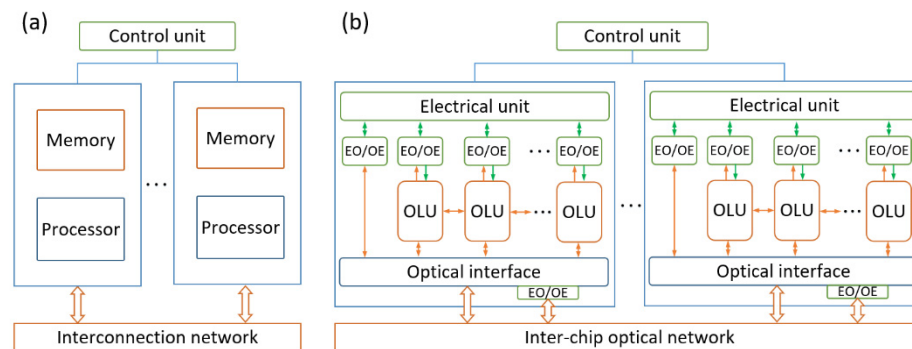 (a)
Control unit
Memory
Processor
...
Memory
Processor
Interconnection network
(b)
Control unit
Electrical unit
EO/OE EO/OE EO/OE ... EO/OE
OLU OLU ... OLU
Optical interface
EO/OE
...
Electrical unit
EO/OE EO/OE EO/OE ... EO/OE
OLU OLU ... OLU
Optical interface
EO/OE
Inter-chip optical network